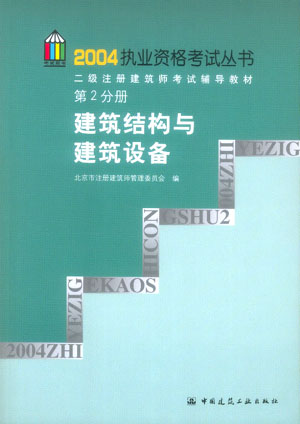 2004执业资格考试丛书
二级注册建筑师考试辅导教材
第2分册
建筑结构与
建筑设备
北京市注册建筑师管理委员会 编
2004ZHI
YEZIG
EKAOS
HICON
GSHU2
2004ZHI
YEZIG
中国建筑工业出版社